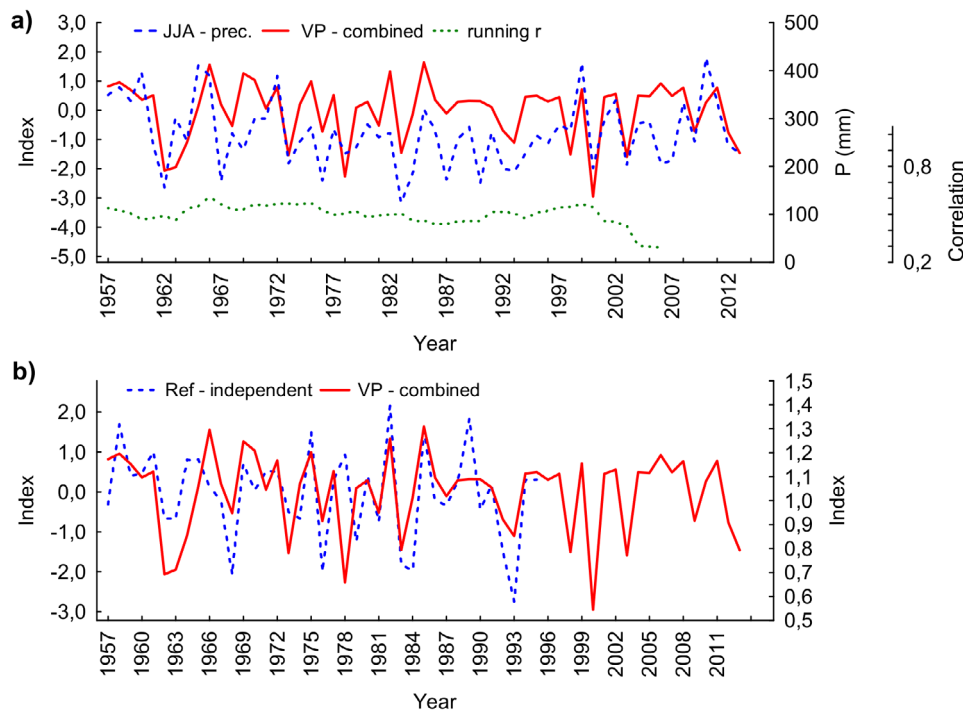 a)
JJA - prec. VP - combined running r
3,0 2,0 1,0 0,0 -1,0 -2,0 -3,0 -4,0 -5,0
Index
500 400 300 200 100 0
P (mm)
0,8 0,2
Correlation
1957 1962 1967 1972 1977 1982 1987 1992 1997 2002 2007 2012
Year
b)
Ref - independent VP - combined
2,0 1,0 0,0 -1,0 -2,0 -3,0
Index
1,5 1,4 1,3 1,2 1,1 1,0 0,9 0,8 0,7 0,6 0,5
Index
1957 1960 1963 1966 1969 1972 1975 1978 1981 1984 1987 1990 1993 1996 1999 2002 2005 2008 2011
Year